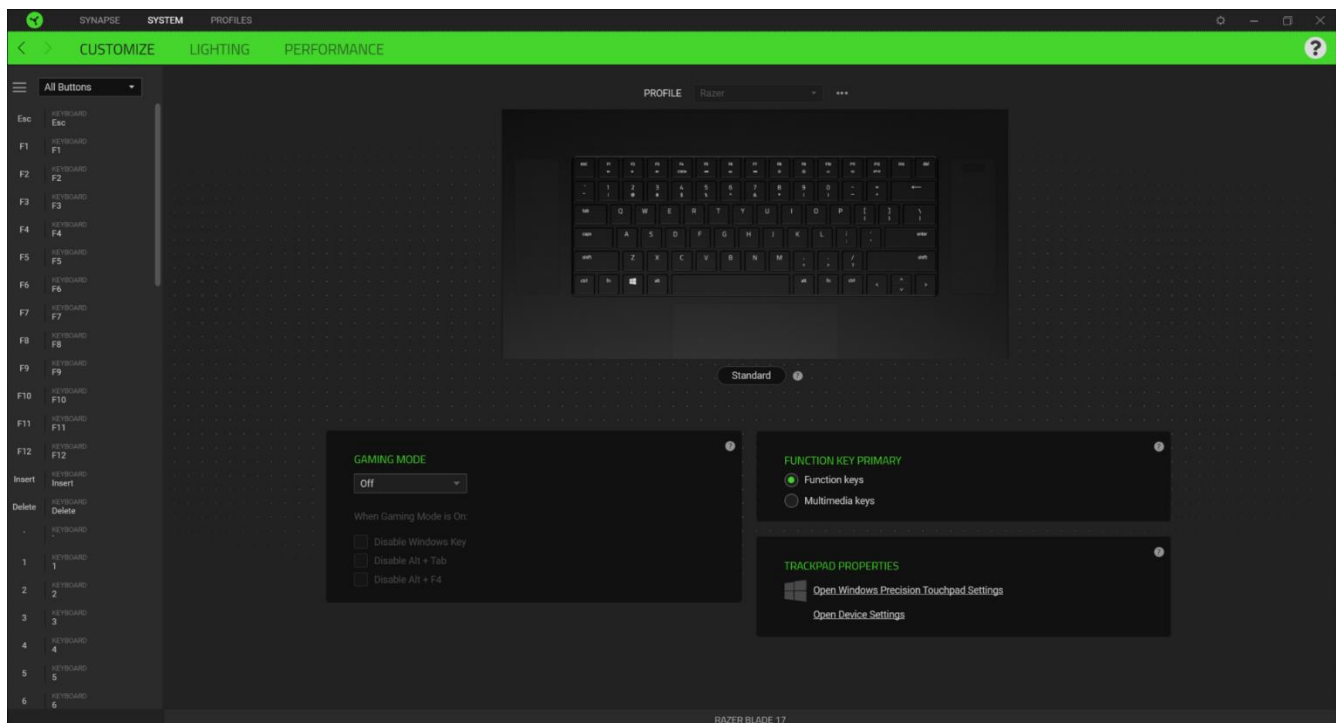 SYNAPSE SYSTEM PROFILES
CUSTOMIZE LIGHTING PERFORMANCE ?
All Buttons
PROFILE Razer •••
Esc KEYBOARD Esc
F1 KEYBOARD F1
F2 KEYBOARD F2
F3 KEYBOARD F3
F4 KEYBOARD F4
F5 KEYBOARD F5
F6 KEYBOARD F6
F7 KEYBOARD F7
F8 KEYBOARD F8
F9 KEYBOARD F9
F10 KEYBOARD F10
F11 KEYBOARD F11
F12 KEYBOARD F12
Insert KEYBOARD Insert
Delete KEYBOARD Delete
` KEYBOARD `
1 KEYBOARD 1
2 KEYBOARD 2
3 KEYBOARD 3
4 KEYBOARD 4
5 KEYBOARD 5
6 KEYBOARD 6
Q W E R T Y U I O P [ ] \
A S D F G H J K L
Z X C V B N M
Standard ?
GAMING MODE ?
Off
When Gaming Mode is On:
Disable Windows Key
Disable Alt + Tab
Disable Alt + F4
FUNCTION KEY PRIMARY ?
Function keys
Multimedia keys
TRACKPAD PROPERTIES ?
Open Windows Precision Touchpad Settings
Open Device Settings
RAZER BLADE 17